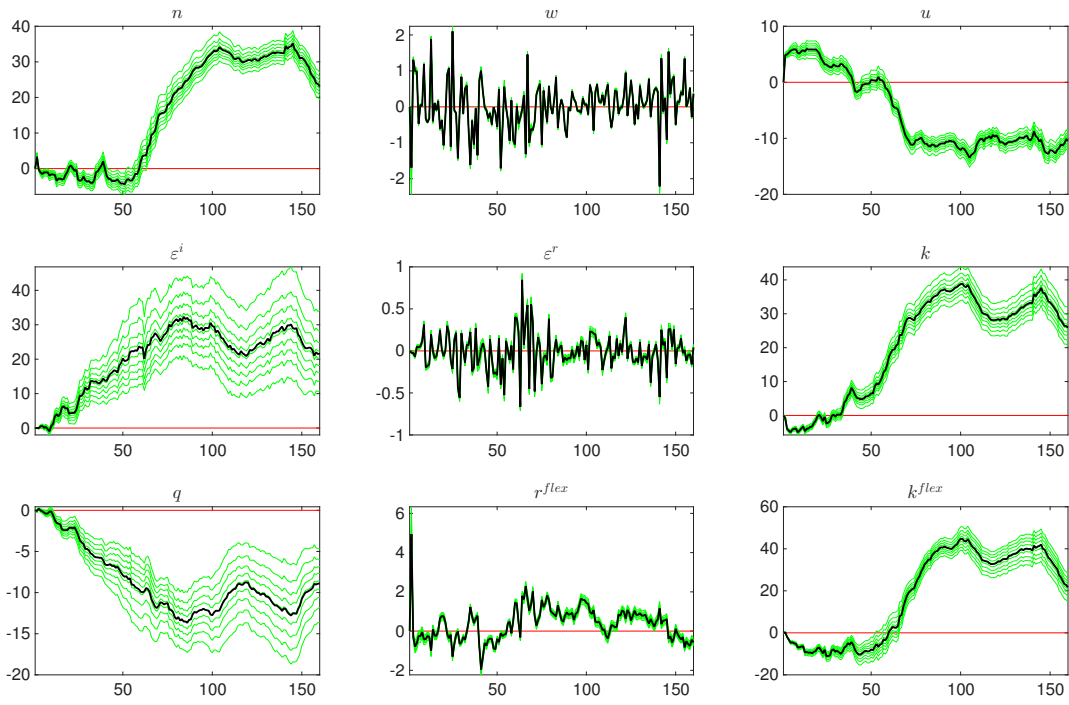 n w u
40 30 20 10 0 50 100 150
2 1 0 -1 -2 50 100 150
10 0 -10 -20 50 100 150
εⁱ εʳ k
40 30 20 10 0 50 100 150
1 0.5 0 -0.5 -1 50 100 150
40 30 20 10 0 50 100 150
q r^{flex} k^{flex}
0 -5 -10 -15 -20 50 100 150
6 4 2 0 -2 50 100 150
60 40 20 0 -20 50 100 150